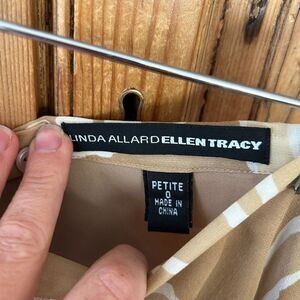 LINDA ALLARD ELLEN TRACY
PETITE
0
MADE IN
CHINA